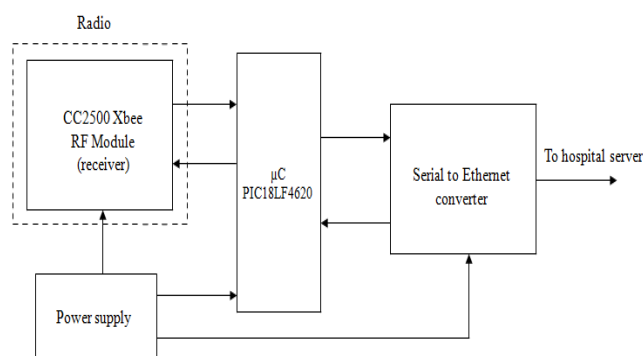 Radio
CC2500 Xbee
RF Module
(receiver)
μC
PIC18LF4620
Serial to Ethernet
converter
To hospital server
Power supply